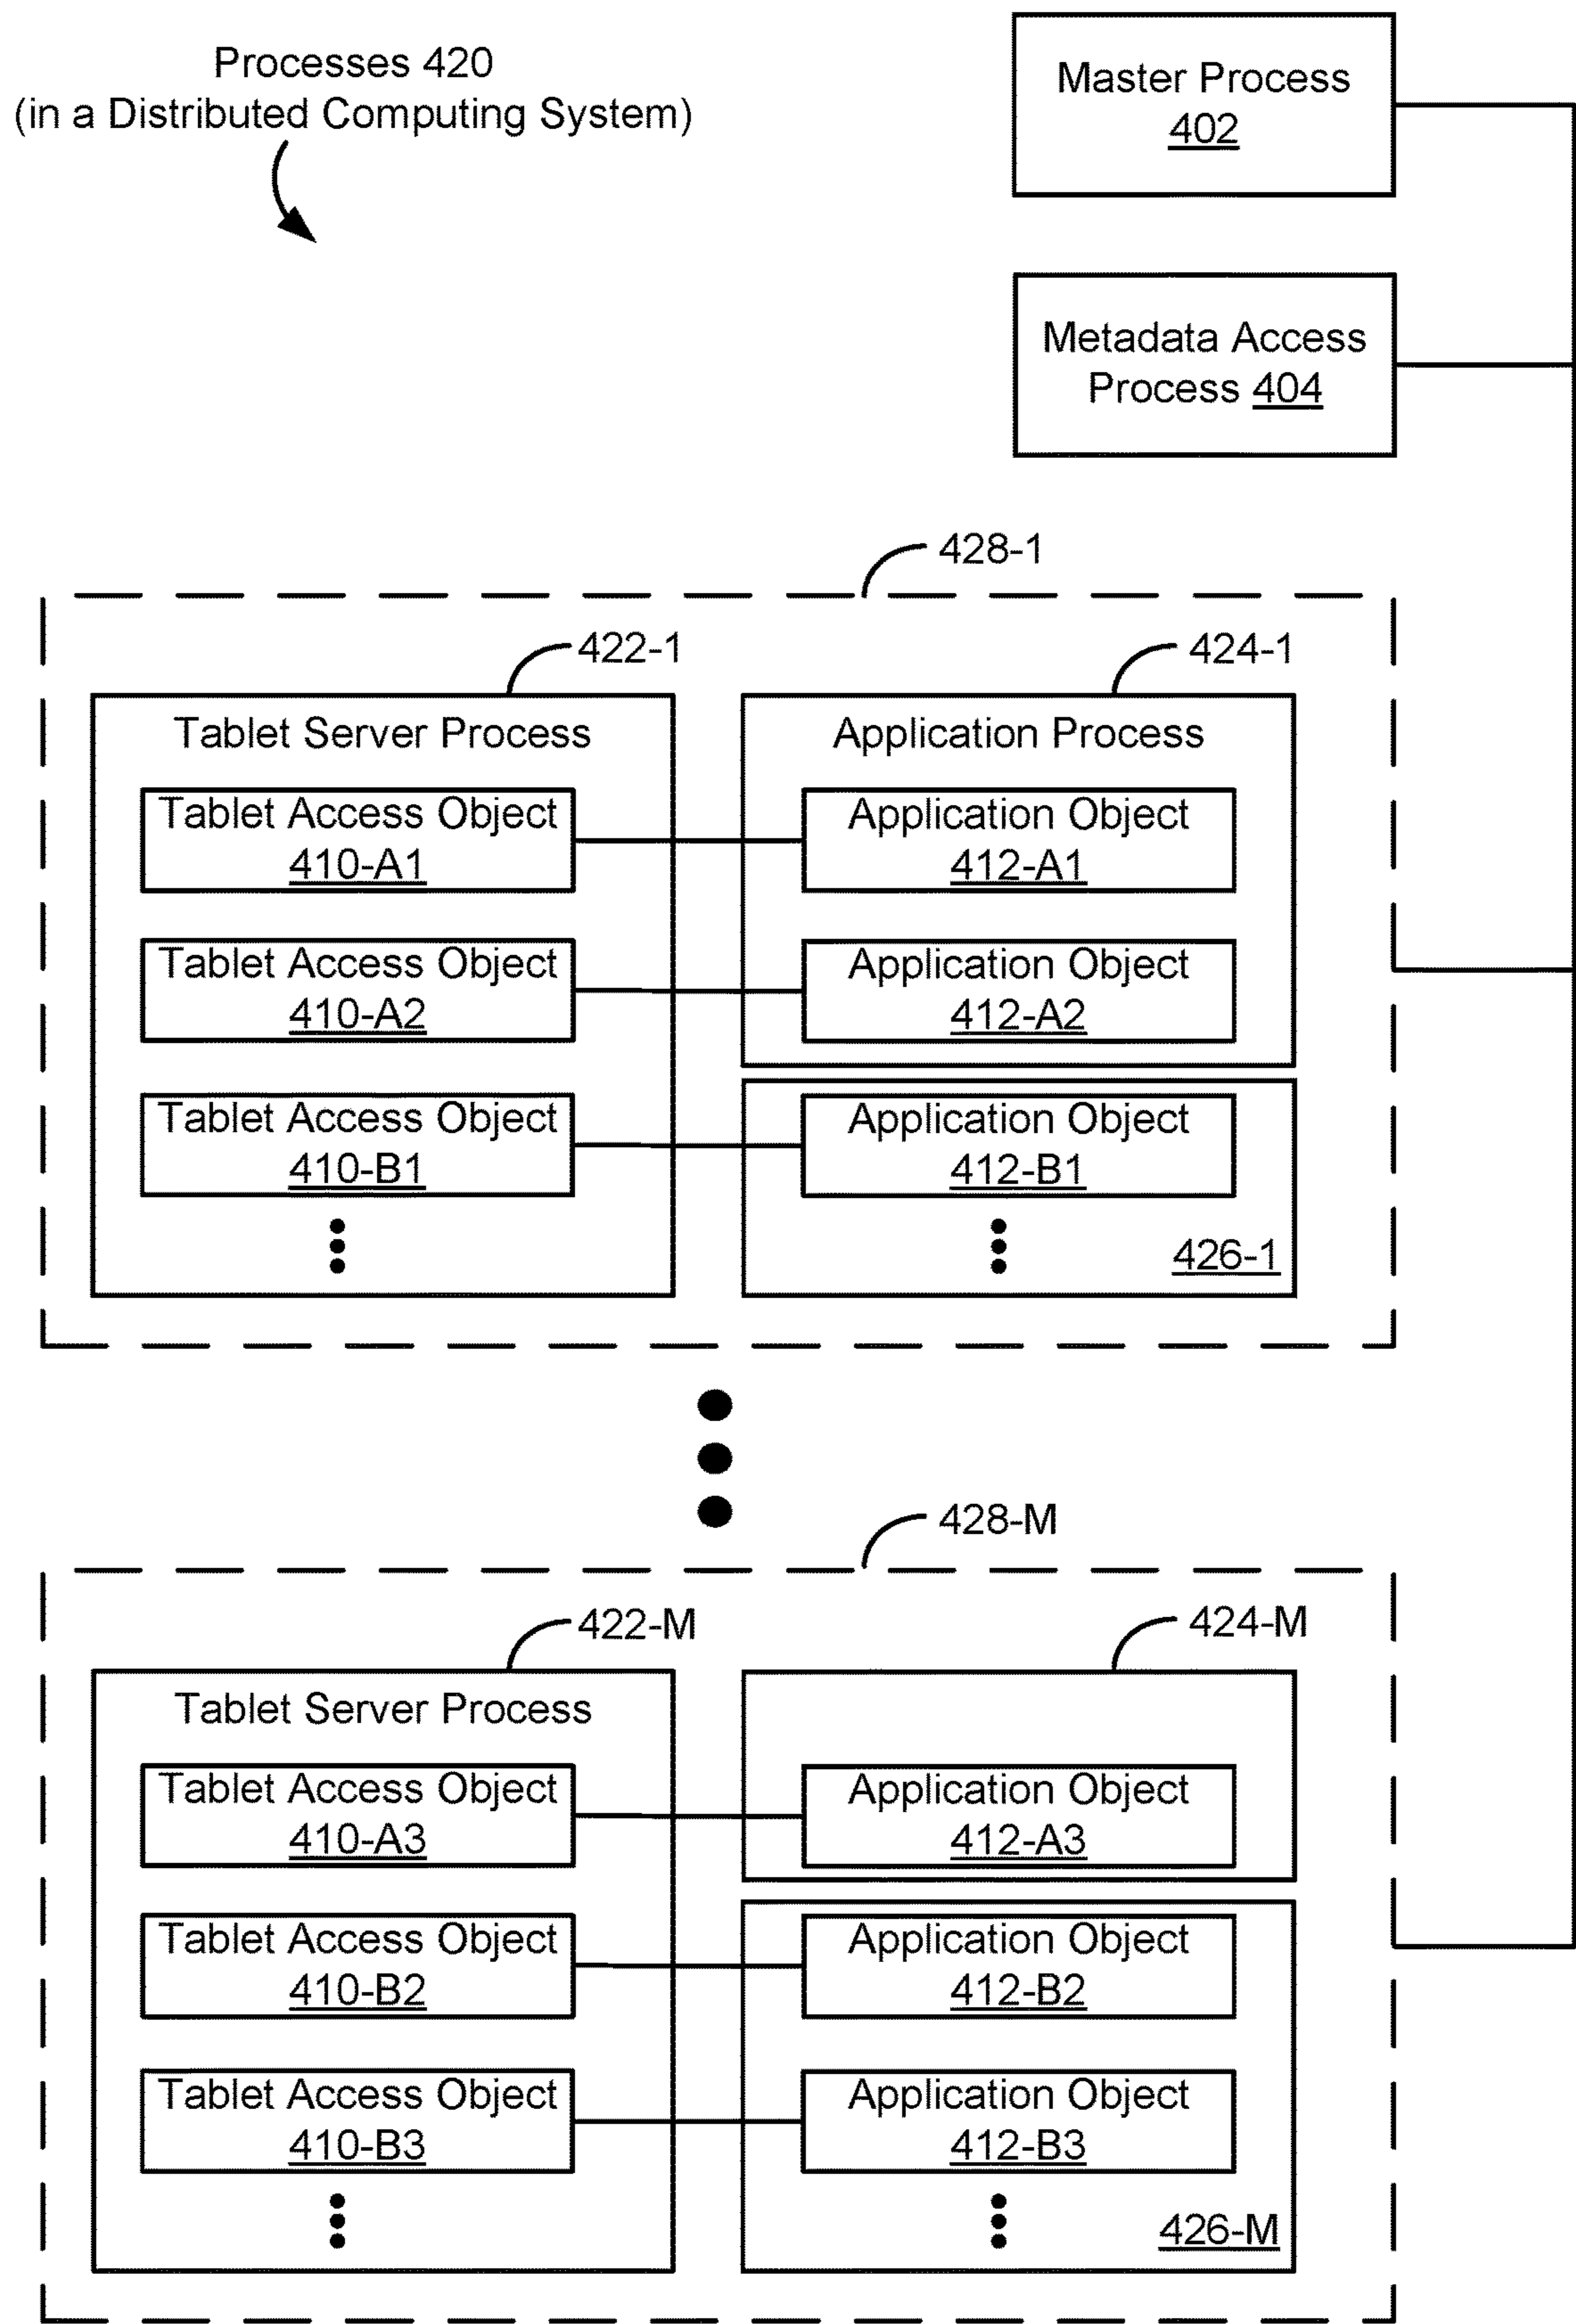 Processes 420
(in a Distributed Computing System)
Master Process
402
Metadata Access
Process 404
428-1
422-1
424-1
Tablet Server Process
Application Process
Tablet Access Object
410-A1
Application Object
412-A1
Tablet Access Object
410-A2
Application Object
412-A2
Tablet Access Object
410-B1
Application Object
412-B1
426-1
428-M
422-M
424-M
Tablet Server Process
Tablet Access Object
410-A3
Application Object
412-A3
Tablet Access Object
410-B2
Application Object
412-B2
Tablet Access Object
410-B3
Application Object
412-B3
426-M